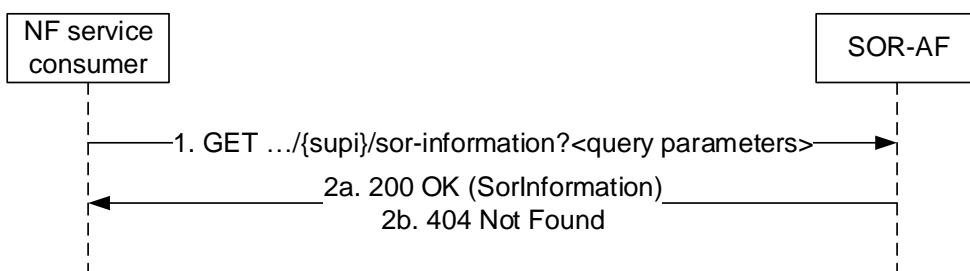 NF service
consumer
SOR-AF
1. GET …/{supi}/sor-information?<query parameters>
2a. 200 OK (SorInformation)
2b. 404 Not Found